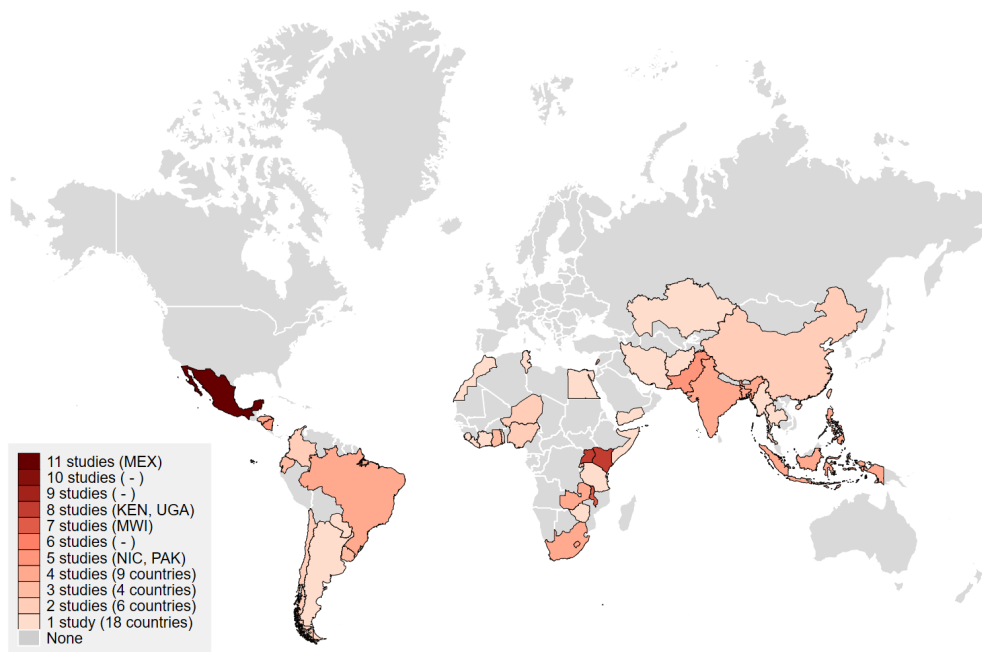 11 studies (MEX)
10 studies ( - )
9 studies ( - )
8 studies (KEN, UGA)
7 studies (MWI)
6 studies ( - )
5 studies (NIC, PAK)
4 studies (9 countries)
3 studies (4 countries)
2 studies (6 countries)
1 study (18 countries)
None